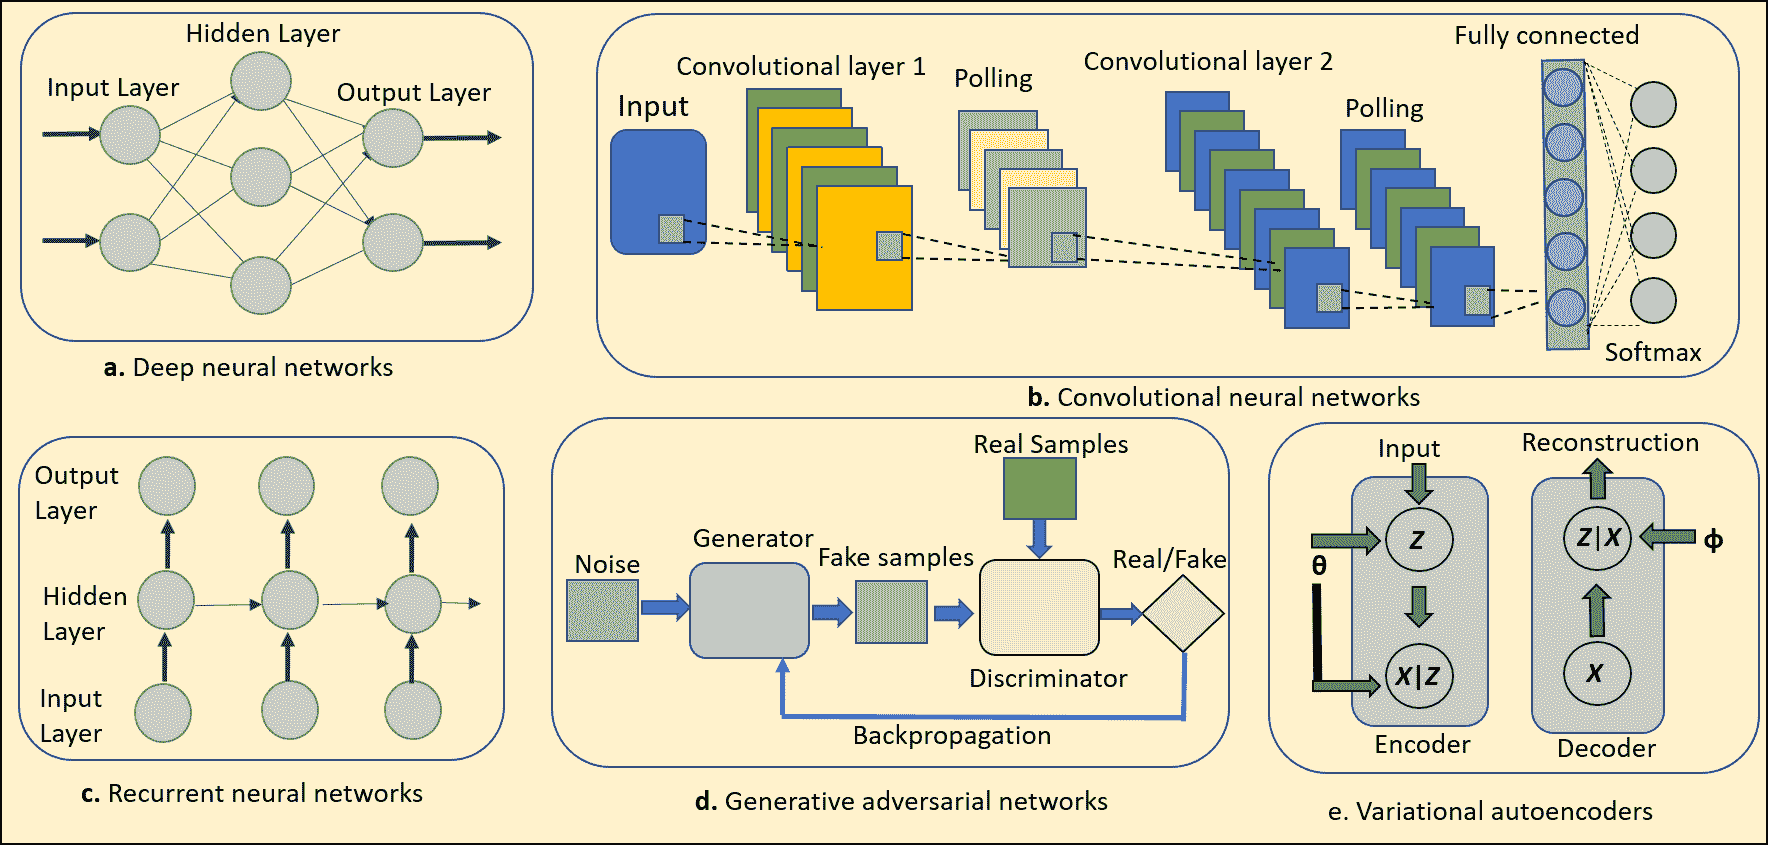 Hidden Layer
Input Layer
Output Layer
a. Deep neural networks
Fully connected
Convolutional layer 1
Polling
Convolutional layer 2
Polling
Input
Softmax
b. Convolutional neural networks
Output
Layer
Hidden
Layer
Input
Layer
c. Recurrent neural networks
Real Samples
Generator
Noise
Fake samples
Real/Fake
Discriminator
Backpropagation
d. Generative adversarial networks
Input
Reconstruction
Z
Z|X
ϕ
θ
X|Z
X
Encoder
Decoder
e. Variational autoencoders